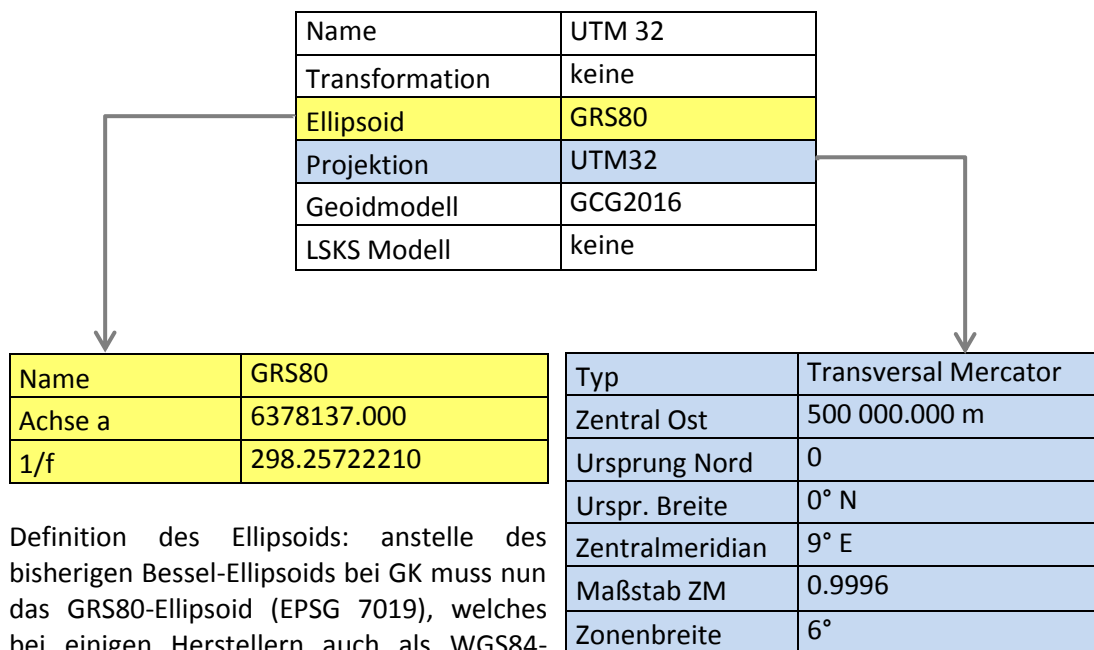 Name UTM 32
Transformation keine
Ellipsoid GRS80
Projektion UTM32
Geoidmodell GCG2016
LSKS Modell keine
Name GRS80
Achse a 6378137.000
1/f 298.25722210
Definition des Ellipsoids: anstelle des
bisherigen Bessel-Ellipsoids bei GK muss nun
das GRS80-Ellipsoid (EPSG 7019), welches
bei einigen Herstellern auch als WGS84-
Typ Transversal Mercator
Zentral Ost 500 000.000 m
Ursprung Nord 0
Urspr. Breite 0° N
Zentralmeridian 9° E
Maßstab ZM 0.9996
Zonenbreite 6°